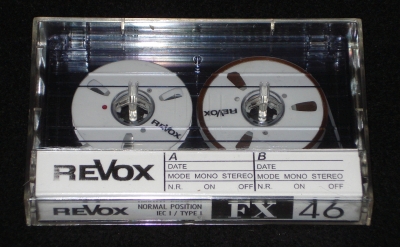 REVOX
REVOX
REVOX
A
B
DATE
DATE
MODE MONO STEREO
MODE MONO STEREO
N.R. ON OFF
N.R. ON OFF
REVOX
NORMAL POSITION
IEC I / TYPE I
FX 46